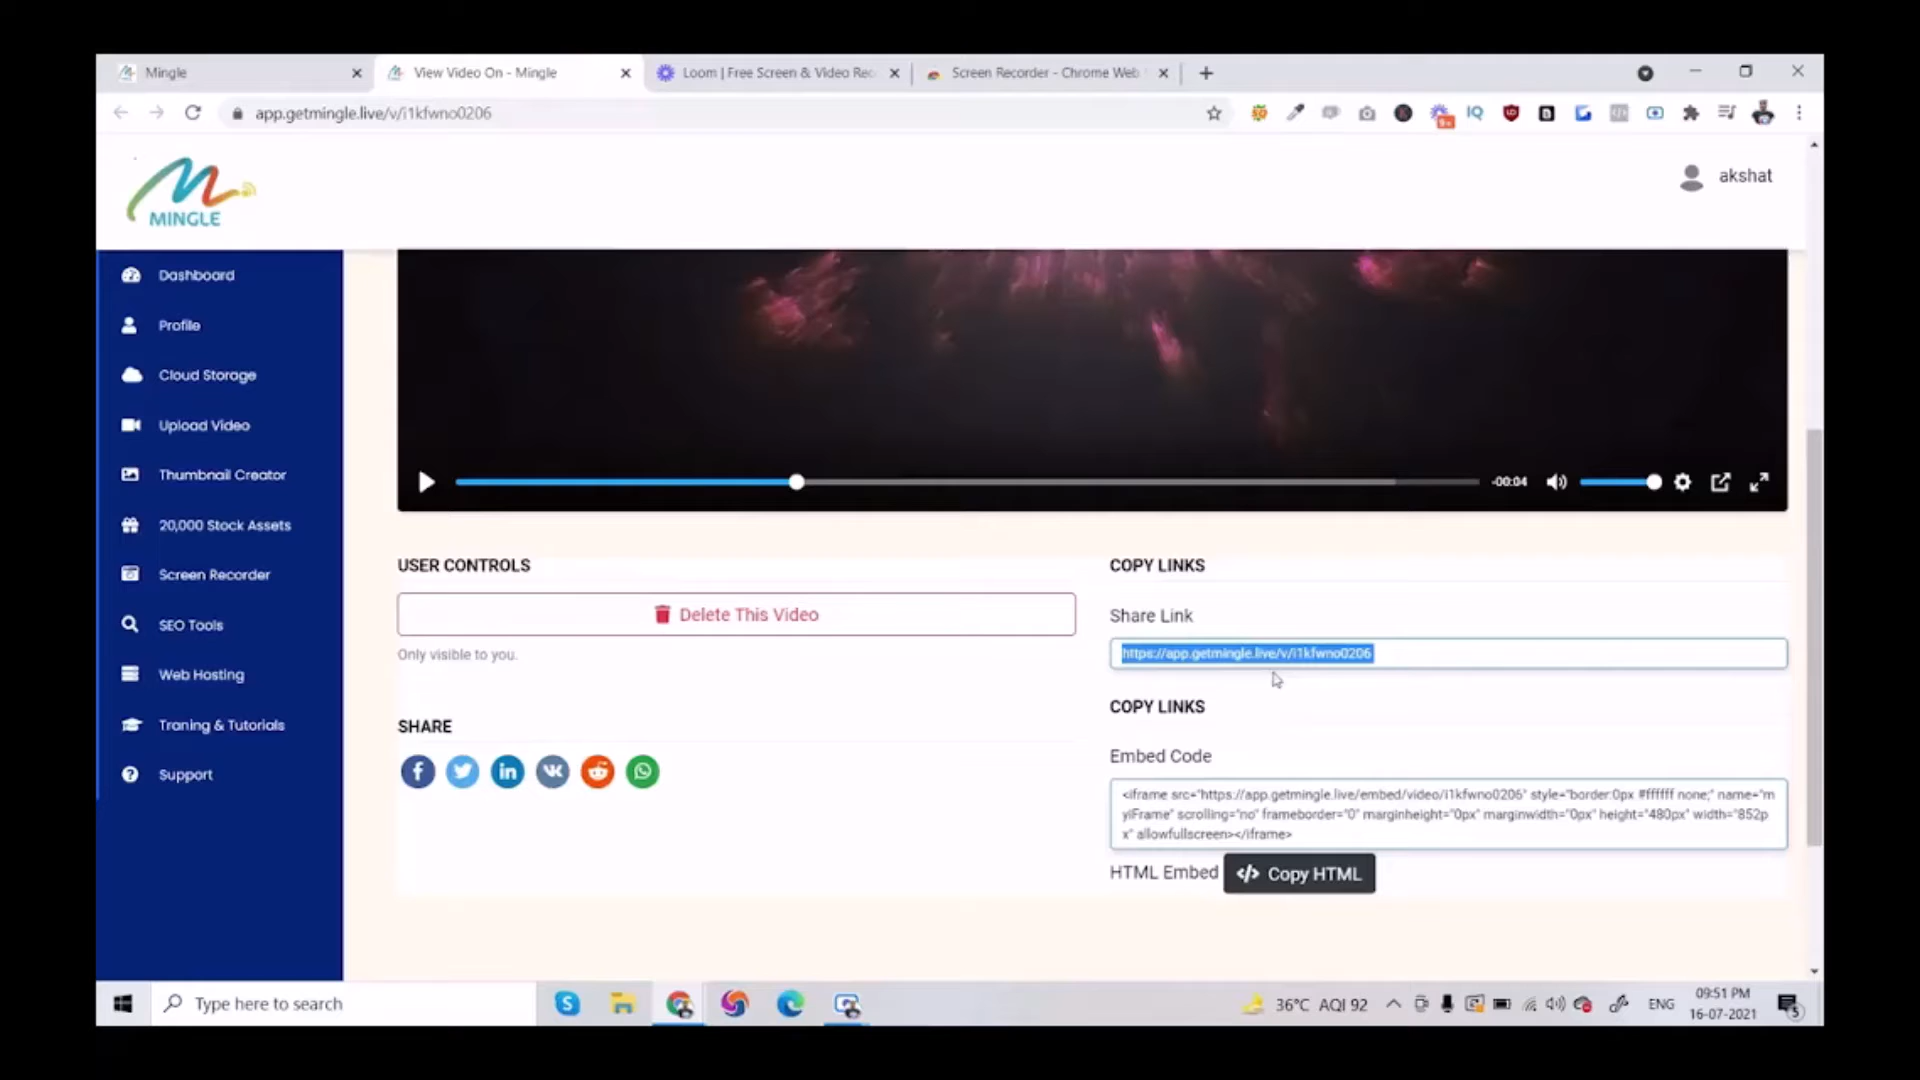 Mingle
View Video On - Mingle
Loom | Free Screen & Video Rec
Screen Recorder - Chrome Web
app.getmingle.live/v/i1kfwno0206
IQ
MINGLE
akshat
Dashboard
Profile
Cloud Storage
Upload Video
Thumbnail Creator
20,000 Stock Assets
Screen Recorder
SEO Tools
Web Hosting
Traning & Tutorials
Support
-00:04
USER CONTROLS
Delete This Video
Only visible to you.
SHARE
COPY LINKS
Share Link
https://app.getmingle.live/v/i1kfwno0206
COPY LINKS
Embed Code
<iframe src="https://app.getmingle.live/embed/video/i1kfwno0206" style="border:0px #ffffff none;" name="m
yiFrame" scrolling="no" frameborder="0" marginheight="0px" marginwidth="0px" height="480px" width="852p
x" allowfullscreen></iframe>
HTML Embed
</> Copy HTML
Type here to search
36°C AQI 92
ENG
09:51 PM
16-07-2021
5